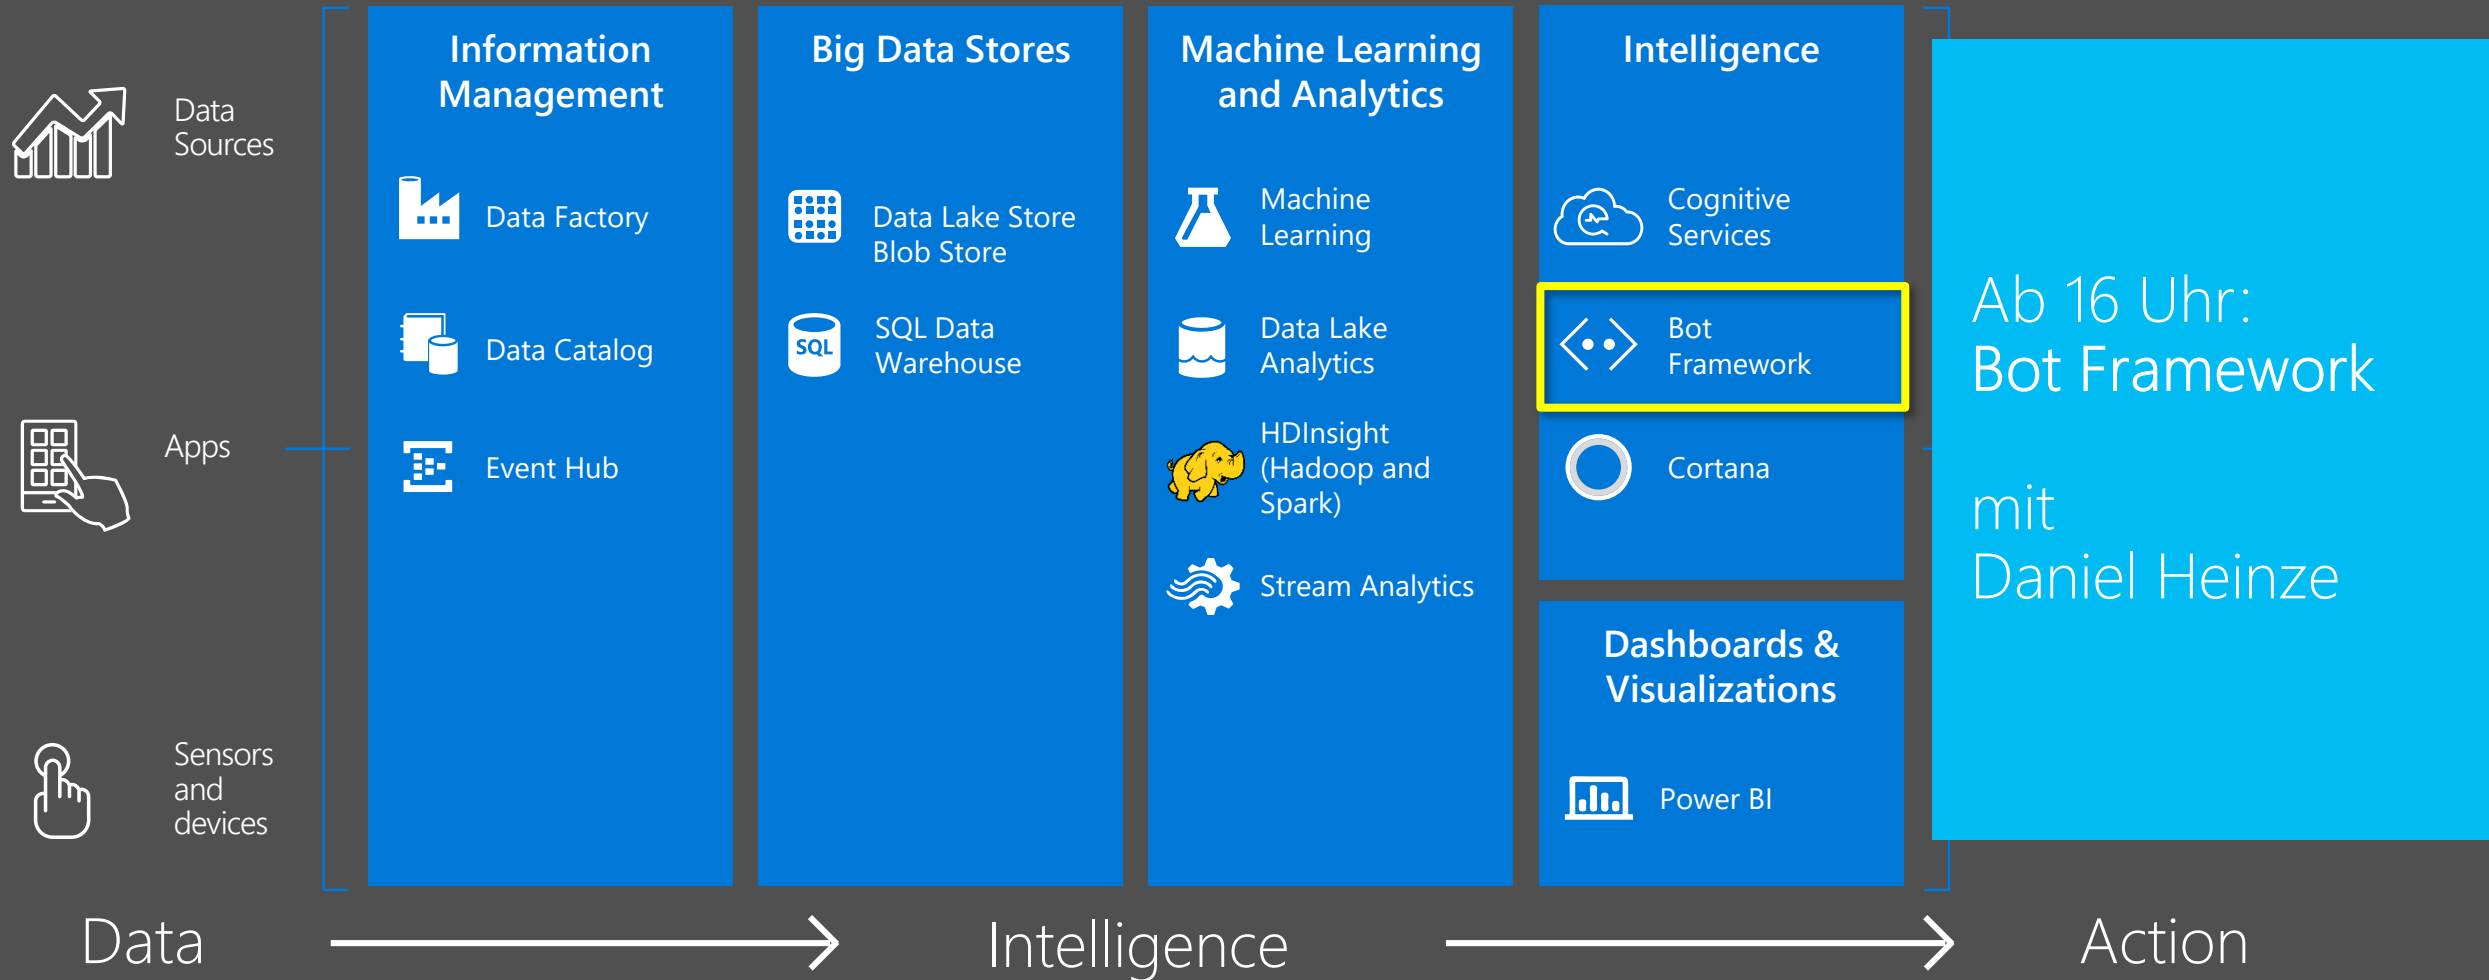 Data
Sources
Apps
Sensors
and
devices
Information
Management
Data Factory
Data Catalog
Event Hub
Big Data Stores
Data Lake Store
Blob Store
SQL
SQL Data
Warehouse
Machine Learning
and Analytics
Machine
Learning
Data Lake
Analytics
HDInsight
(Hadoop and
Spark)
Stream Analytics
Intelligence
Cognitive
Services
Bot
Framework
Cortana
Dashboards &
Visualizations
Power BI
Ab 16 Uhr:
Bot Framework
mit
Daniel Heinze
Data
Intelligence
Action